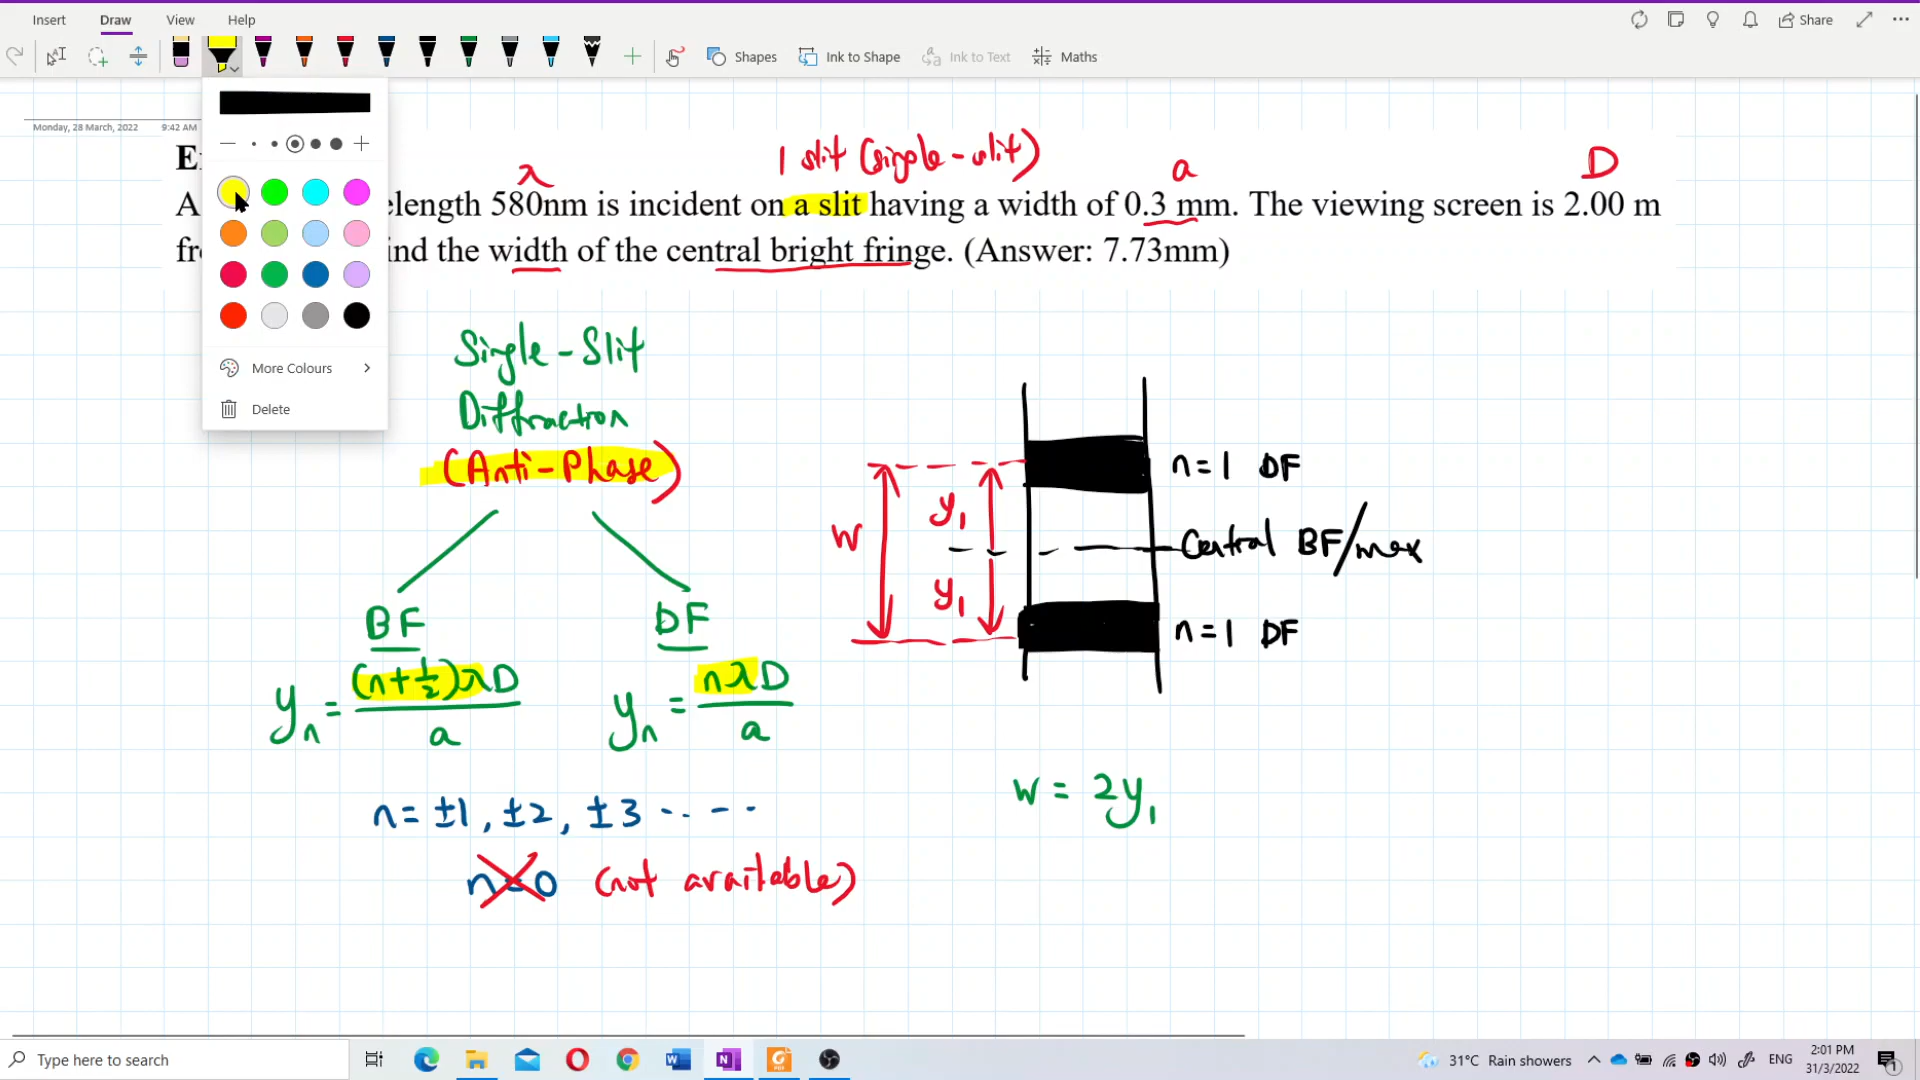 Insert Draw View Help
Share
Shapes Ink to Shape Ink to Text Maths
Monday, 28 March, 2022 9:42 AM
1 slit (single-slit)
λ a D
A elength 580nm is incident on a slit having a width of 0.3 mm. The viewing screen is 2.00 m
ind the width of the central bright fringe. (Answer: 7.73mm)
More Colours
Delete
Single-Slit
Diffraction
(Anti-Phase)
BF
yn = (n+1/2)λD / a
DF
yn = nλD / a
n = ±1, ±2, ±3 ....
n=0 (not available)
n=1 DF
w y1
Central BF/max
y1
n=1 DF
w = 2y1
Type here to search
31°C Rain showers
ENG
2:01 PM
31/3/2022
1